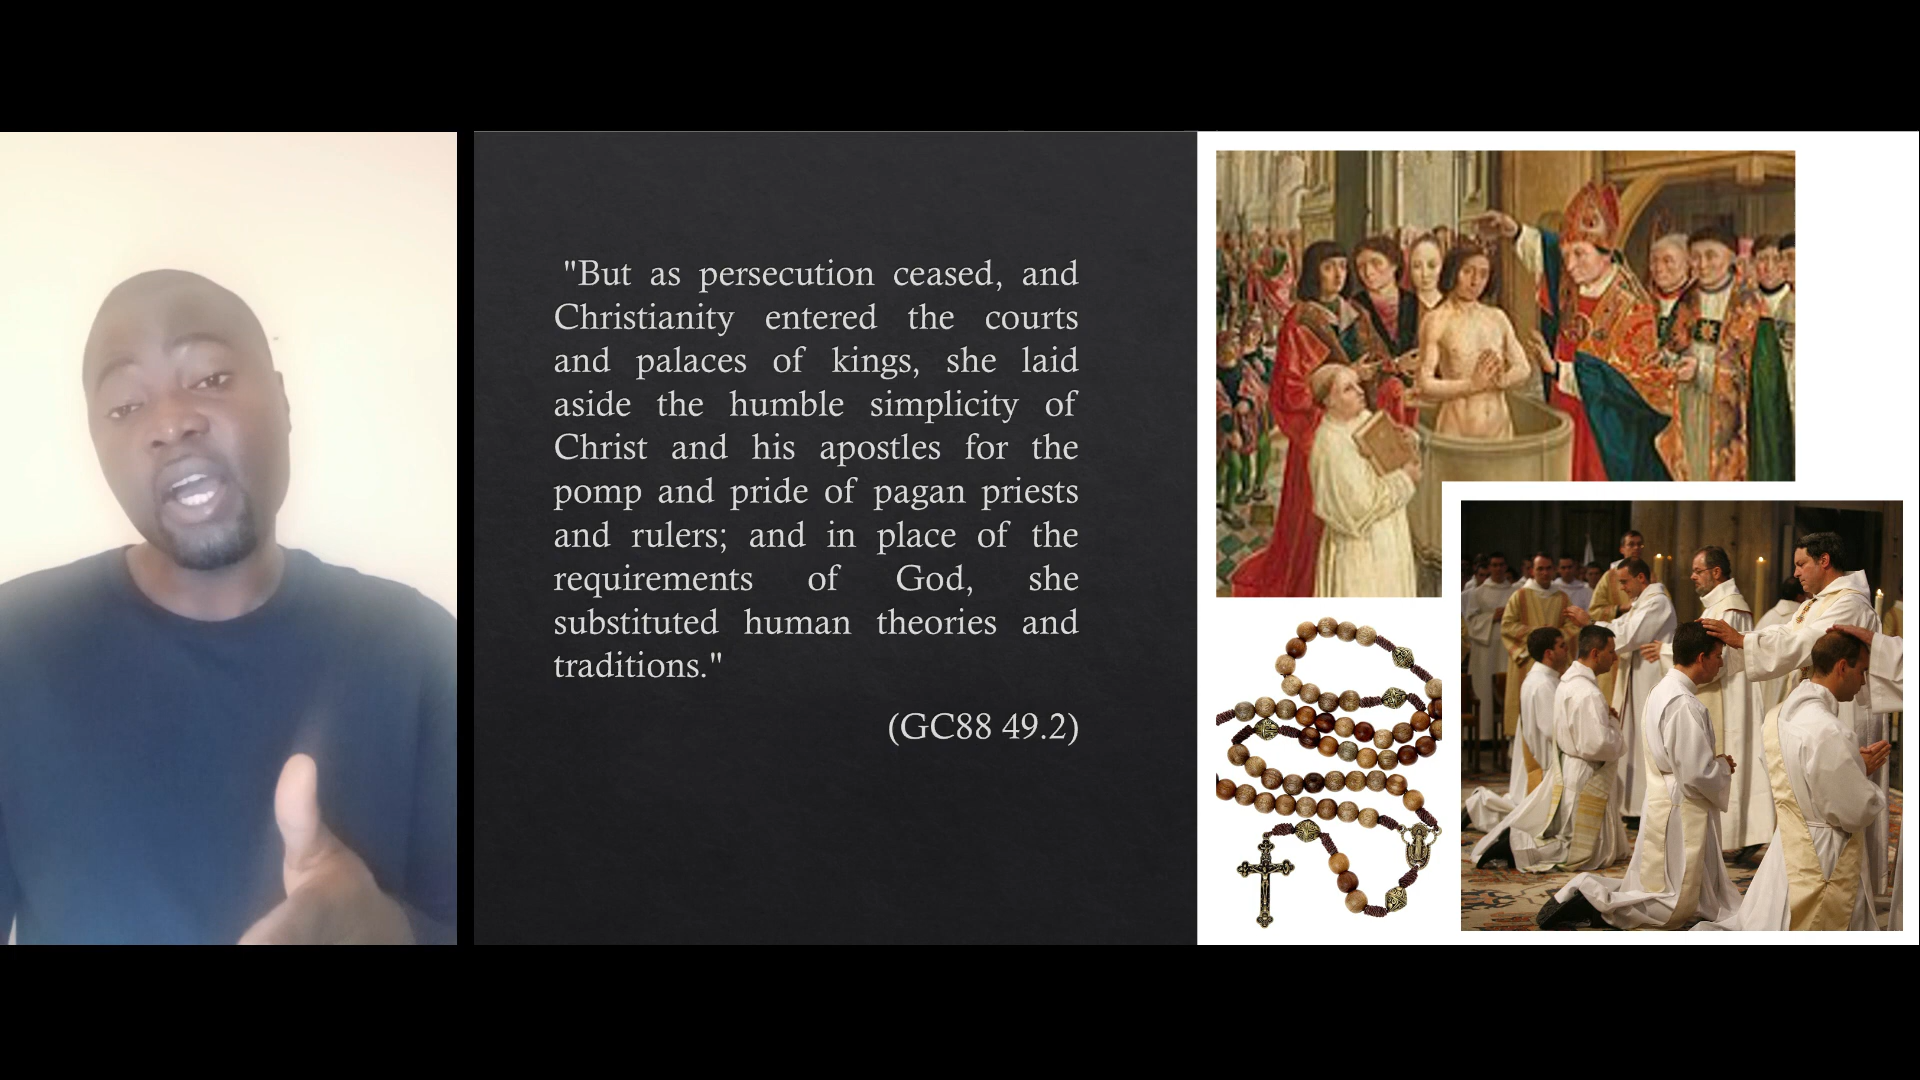 "But as persecution ceased, and
Christianity entered the courts
and palaces of kings, she laid
aside the humble simplicity of
Christ and his apostles for the
pomp and pride of pagan priests
and rulers; and in place of the
requirements of God, she
substituted human theories and
traditions."
(GC88 49.2)